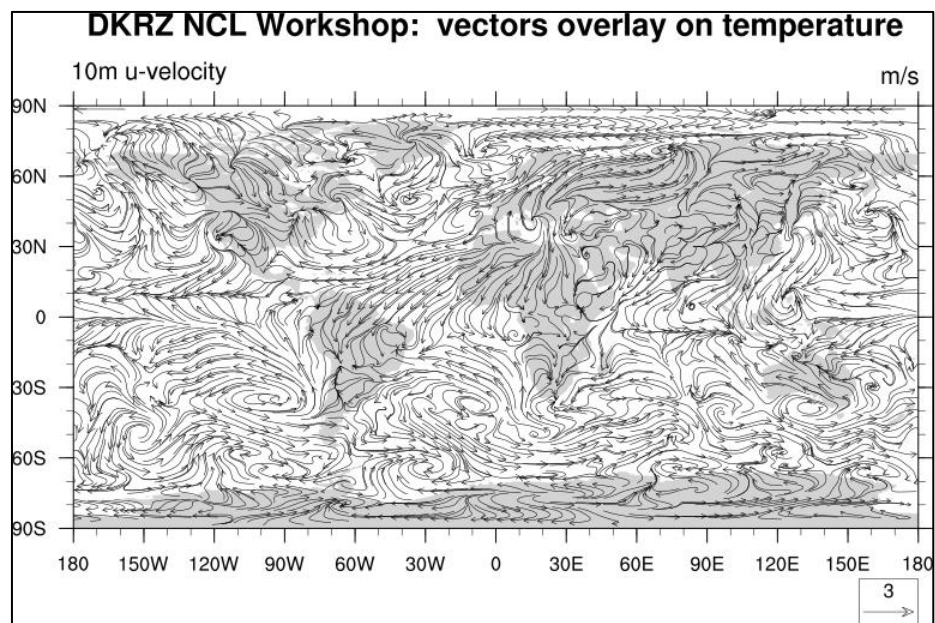 DKRZ NCL Workshop: vectors overlay on temperature
10m u-velocity
m/s
90N
60N
30N
0
30S
60S
90S
180 150W 120W 90W 60W 30W 0 30E 60E 90E 120E 150E 180
3